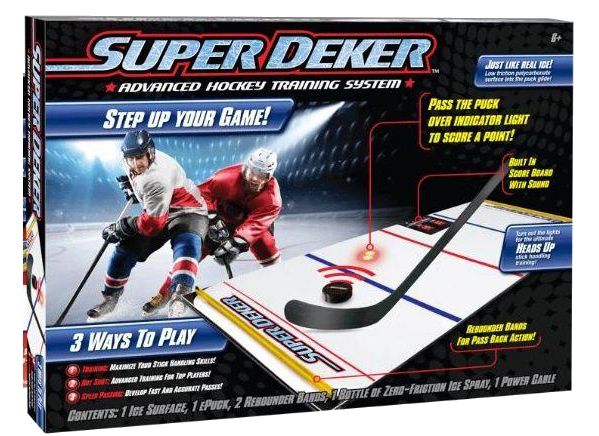 SUPER DEKER™
★ ADVANCED HOCKEY TRAINING SYSTEM ★
6+
JUST LIKE REAL ICE!
Low friction polycarbonate
surface lets the puck glide!
STEP UP YOUR GAME!
PASS THE PUCK
OVER INDICATOR LIGHT
TO SCORE A POINT!
BUILT IN
SCORE BOARD
WITH SOUND
Turn out the lights
for the ultimate
HEADS UP
stick handling
training!
3 WAYS TO PLAY
TRAINING: MAXIMIZE YOUR STICK HANDLING SKILLS!
HOT SHOT: ADVANCED TRAINING FOR TOP PLAYERS!
SPEED PASSING: DEVELOP FAST AND ACCURATE PASSES!
SUPER DEKER
REBOUNDER BANDS
FOR PASS BACK ACTION!
CONTENTS: 1 ICE SURFACE, 1 EPUCK, 2 REBOUNDER BANDS, 1 BOTTLE OF ZERO-FRICTION ICE SPRAY, 1 POWER CABLE
SUPER DEKER